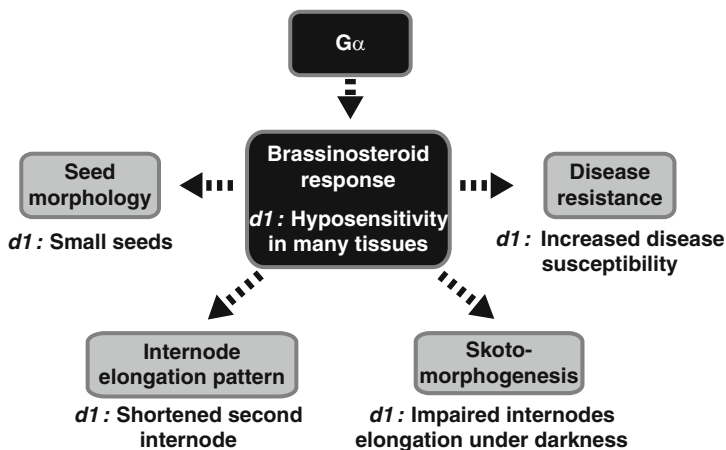 Gα
Brassinosteroid
response
d1 : Hyposensitivity
in many tissues
Seed
morphology
d1 : Small seeds
Disease
resistance
d1 : Increased disease
susceptibility
Internode
elongation pattern
d1 : Shortened second
internode
Skoto-
morphogenesis
d1 : Impaired internodes
elongation under darkness